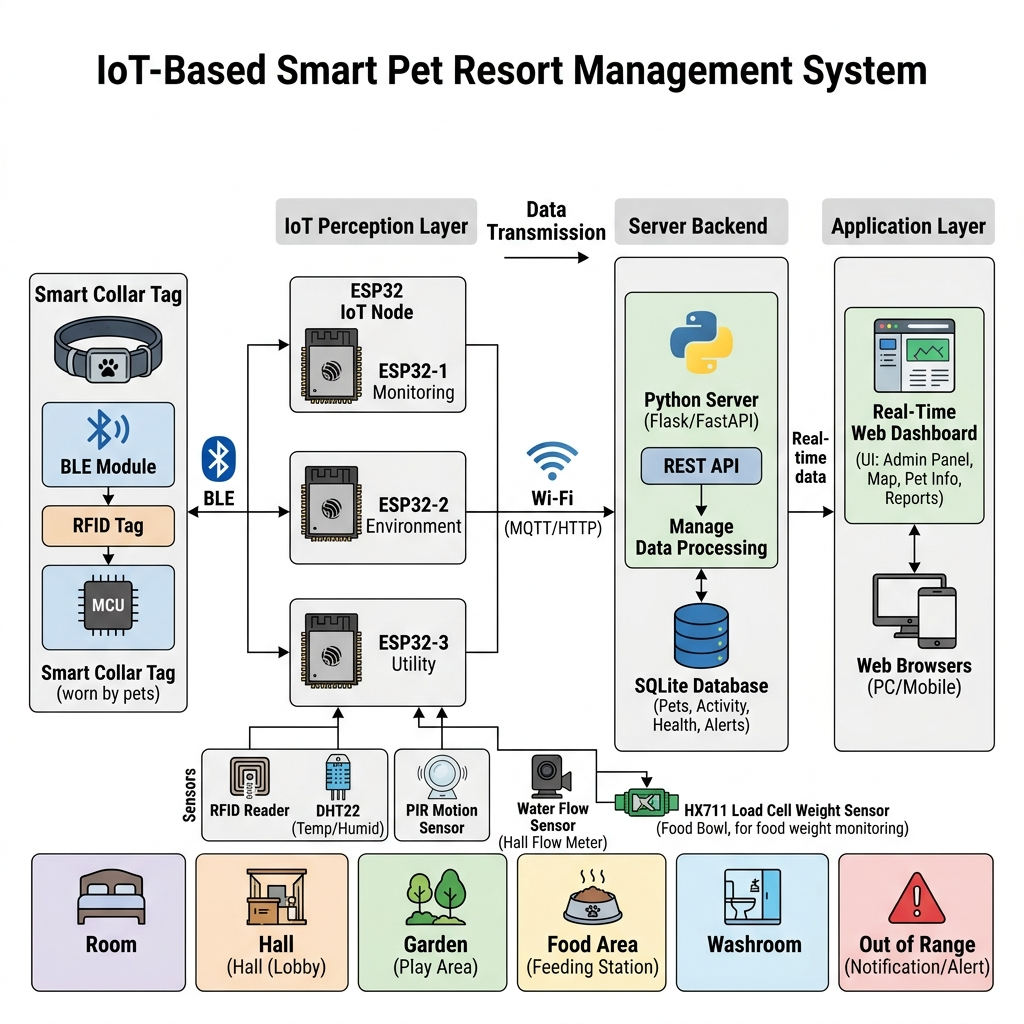 IoT-Based Smart Pet Resort Management System
IoT Perception Layer
Data
Transmission
Server Backend
Application Layer
Smart Collar Tag
BLE Module
RFID Tag
MCU
Smart Collar Tag
(worn by pets)
BLE
ESP32
IoT Node
ESP32-1
Monitoring
ESP32-2
Environment
ESP32-3
Utility
Wi-Fi
(MQTT/HTTP)
Python Server
(Flask/FastAPI)
REST API
Manage
Data Processing
SQLite Database
(Pets, Activity,
Health, Alerts)
Real-
time
data
Real-Time
Web Dashboard
(UI: Admin Panel,
Map, Pet Info,
Reports)
Web Browsers
(PC/Mobile)
Sensors
RFID Reader
DHT22
(Temp/Humid)
PIR Motion
Sensor
Water Flow
Sensor
(Hall Flow Meter)
HX711 Load Cell Weight Sensor
(Food Bowl, for food weight monitoring)
Room
Hall
(Hall (Lobby)
Garden
(Play Area)
Food Area
(Feeding Station)
Washroom
Out of Range
(Notification/Alert)